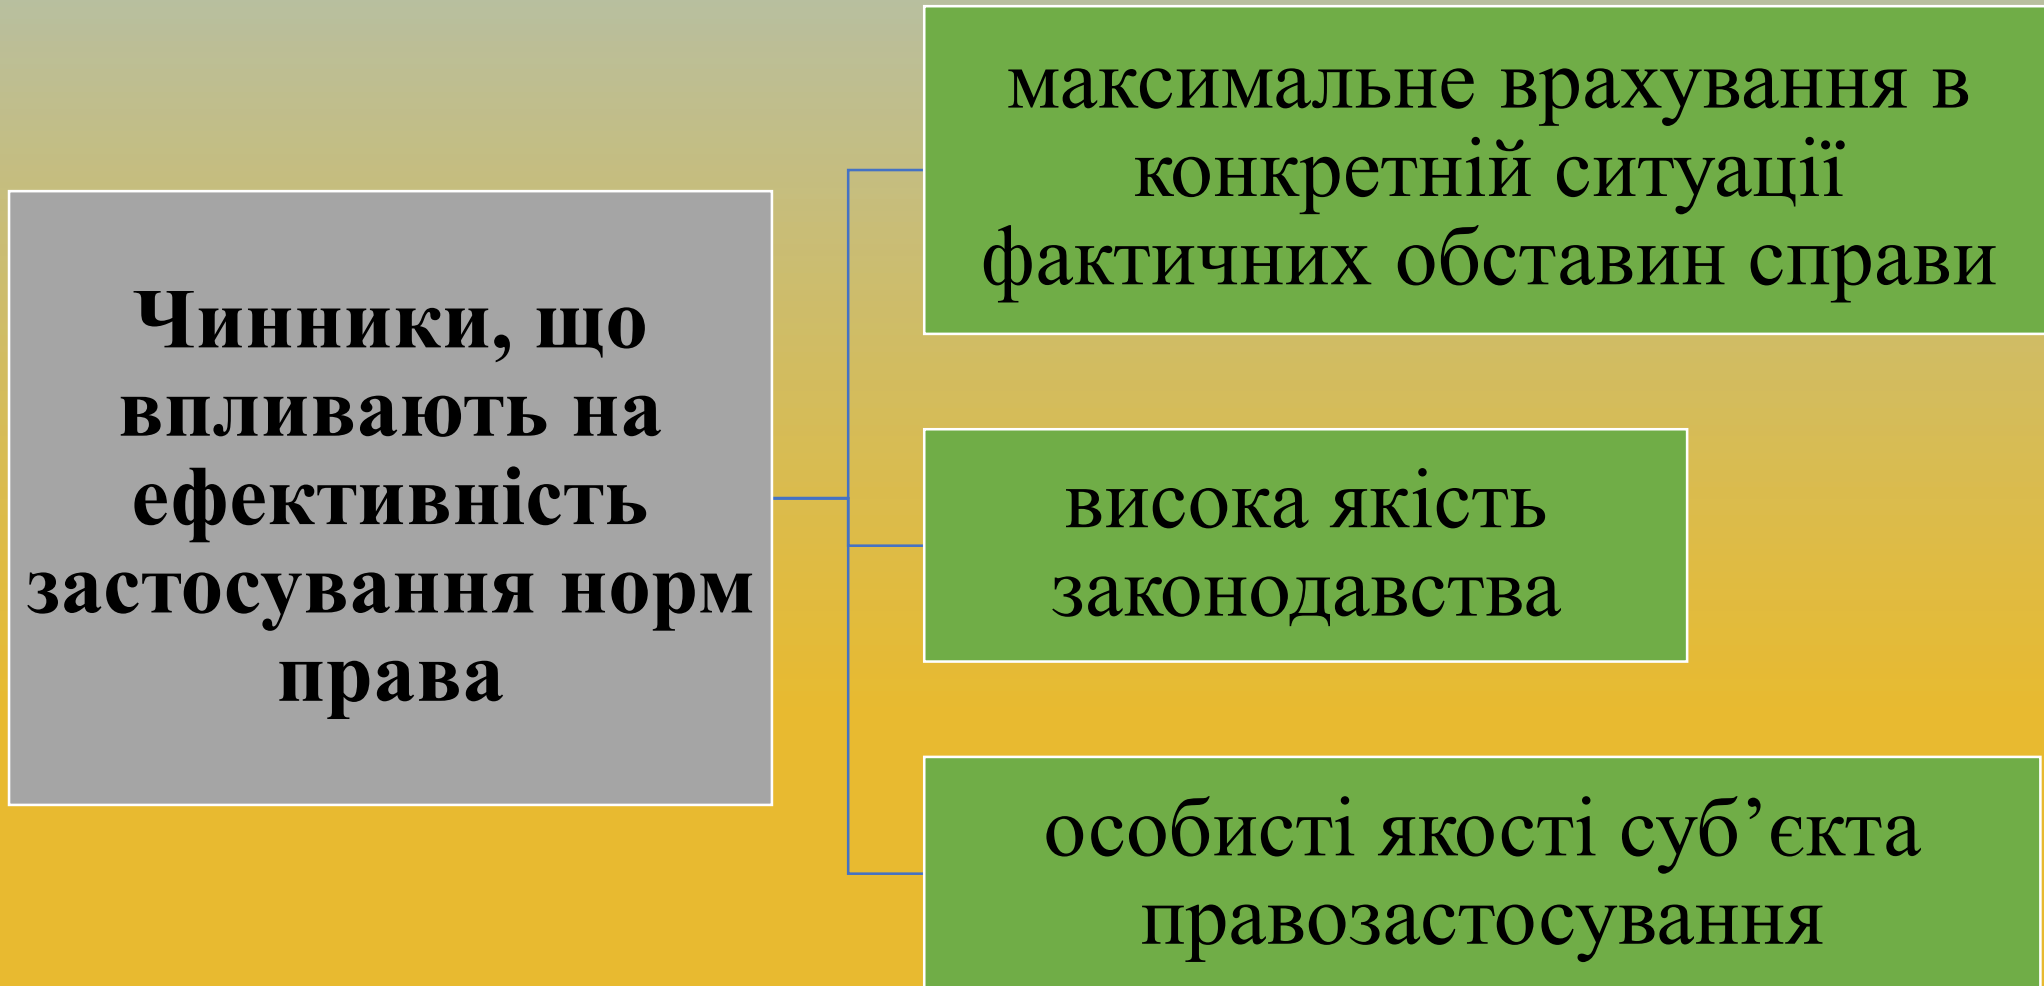 Чинники, що
впливають на
ефективність
застосування норм
права
максимальне врахування в
конкретній ситуації
фактичних обставин справи
висока якість
законодавства
особисті якості суб’єкта
правозастосування